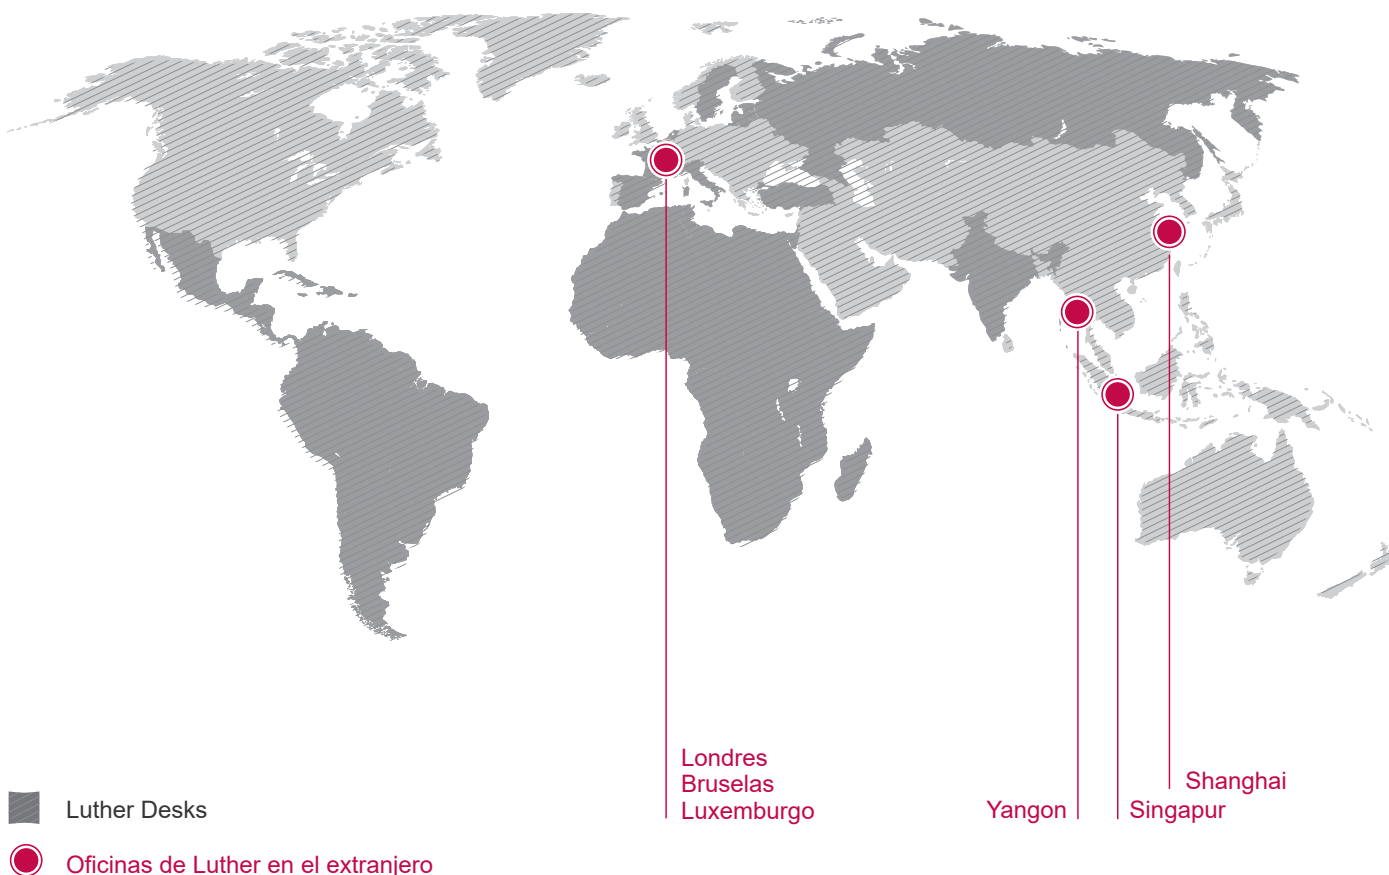 Londres
Bruselas
Luxemburgo
Shanghai
Yangon
Singapur
Luther Desks
Oficinas de Luther en el extranjero